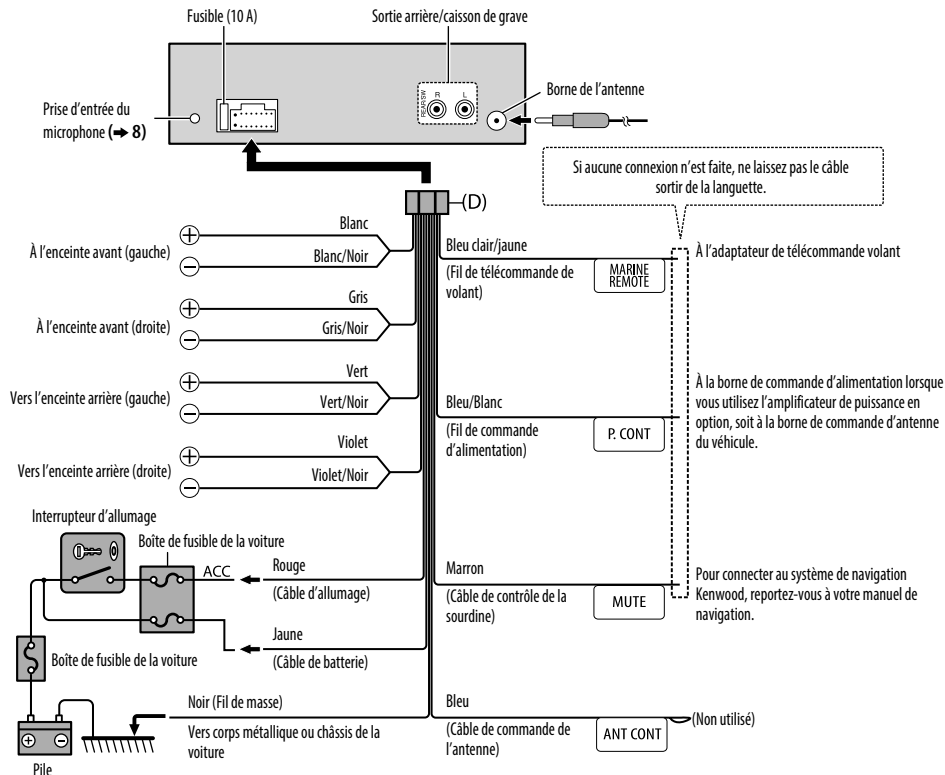 Fusible (10 A)
Sortie arrière/caisson de grave
REAR/SW
R
L
Borne de l'antenne
Prise d'entrée du
microphone (➜ 8)
Si aucune connexion n'est faite, ne laissez pas le câble
sortir de la languette.
(D)
À l'enceinte avant (gauche)
Blanc
Blanc/Noir
À l'enceinte avant (droite)
Gris
Gris/Noir
Vers l'enceinte arrière (gauche)
Vert
Vert/Noir
Vers l'enceinte arrière (droite)
Violet
Violet/Noir
Bleu clair/jaune
(Fil de télécommande de
volant)
MARINE
REMOTE
À l'adaptateur de télécommande volant
Bleu/Blanc
(Fil de commande
d'alimentation)
P. CONT
À la borne de commande d'alimentation lorsque
vous utilisez l'amplificateur de puissance en
option, soit à la borne de commande d'antenne
du véhicule.
Interrupteur d'allumage
Boîte de fusible de la voiture
ACC
Rouge
(Câble d'allumage)
Jaune
(Câble de batterie)
Boîte de fusible de la voiture
Marron
(Câble de contrôle de la
sourdine)
MUTE
Pour connecter au système de navigation
Kenwood, reportez-vous à votre manuel de
navigation.
Noir (Fil de masse)
Vers corps métallique ou châssis de la
voiture
Pile
Bleu
(Câble de commande de
l'antenne)
ANT CONT
(Non utilisé)